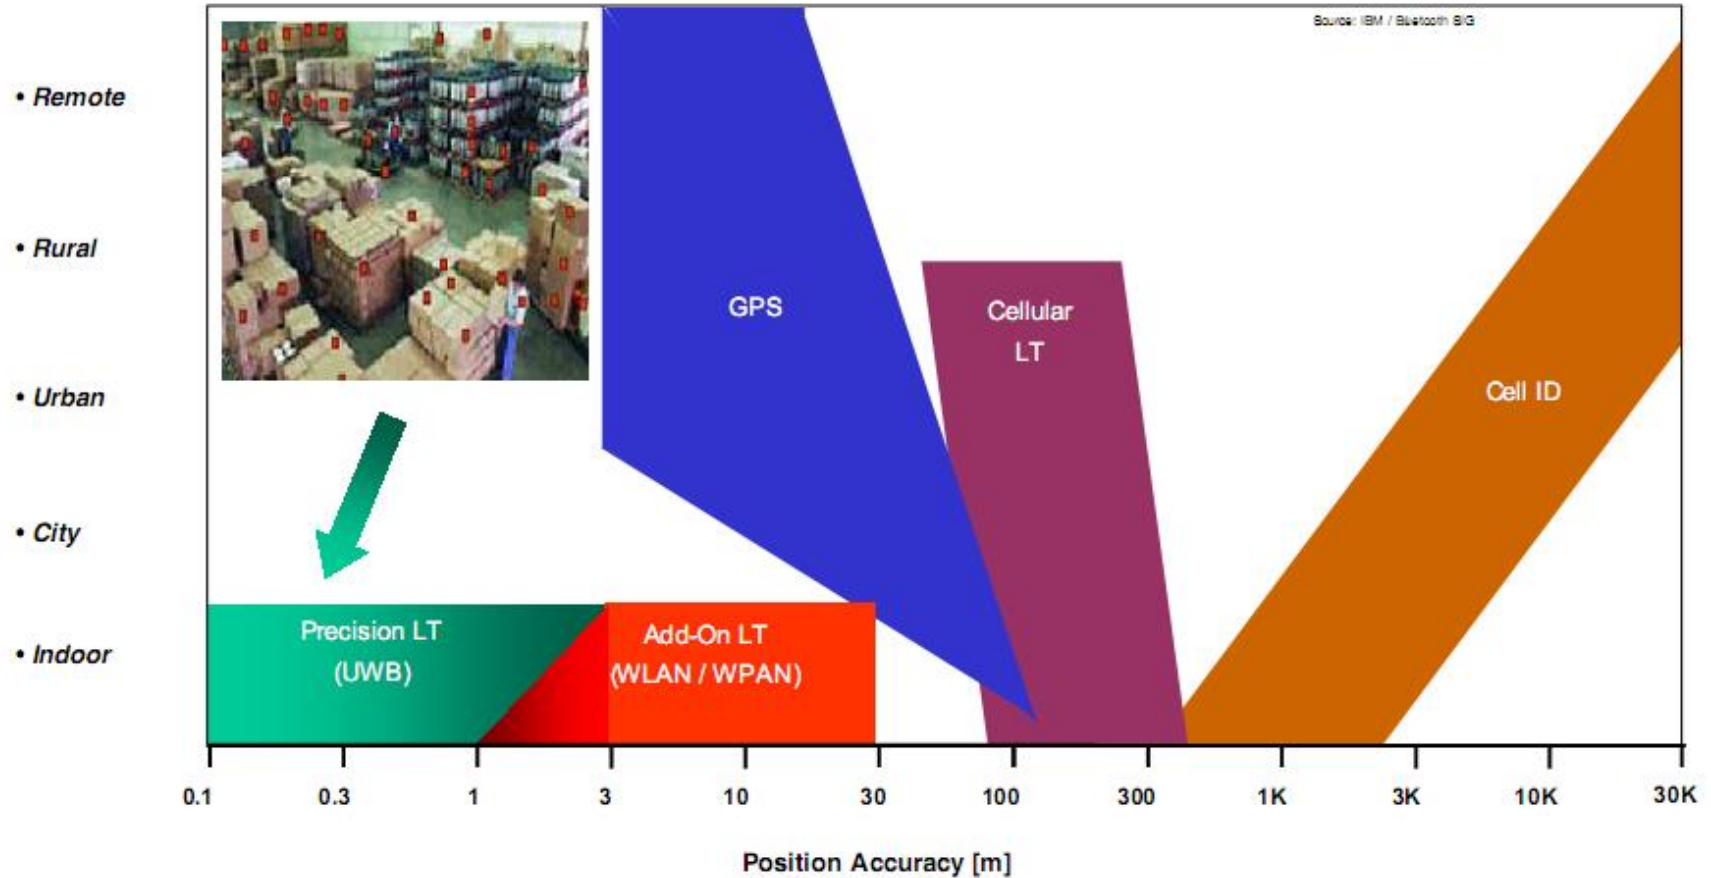 Source: IBM / Bluetooth SIG
• Remote
• Rural
• Urban
• City
• Indoor
GPS
Cellular
LT
Cell ID
Precision LT
(UWB)
Add-On LT
(WLAN / WPAN)
0.1 0.3 1 3 10 30 100 300 1K 3K 10K 30K
Position Accuracy [m]